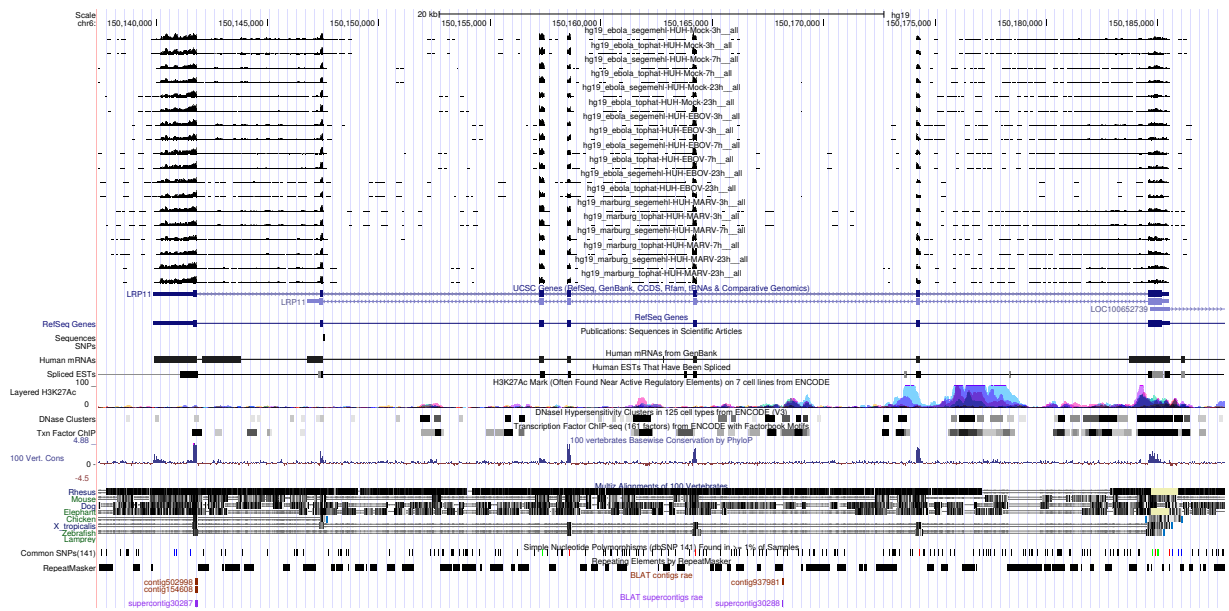 Scale 20 kb hg19
chr6: 150,140,000 150,145,000 150,150,000 150,155,000 150,160,000 150,165,000 150,170,000 150,175,000 150,180,000 150,185,000
hg19_ebola_segemehl-HUH-Mock-3h__all
hg19_ebola_tophat-HUH-Mock-3h__all
hg19_ebola_segemehl-HUH-Mock-7h__all
hg19_ebola_tophat-HUH-Mock-7h__all
hg19_ebola_segemehl-HUH-Mock-23h__all
hg19_ebola_tophat-HUH-Mock-23h__all
hg19_ebola_segemehl-HUH-EBOV-3h__all
hg19_ebola_tophat-HUH-EBOV-3h__all
hg19_ebola_segemehl-HUH-EBOV-7h__all
hg19_ebola_tophat-HUH-EBOV-7h__all
hg19_ebola_segemehl-HUH-EBOV-23h__all
hg19_ebola_tophat-HUH-EBOV-23h__all
hg19_marburg_segemehl-HUH-MARV-3h__all
hg19_marburg_tophat-HUH-MARV-3h__all
hg19_marburg_segemehl-HUH-MARV-7h__all
hg19_marburg_tophat-HUH-MARV-7h__all
hg19_marburg_segemehl-HUH-MARV-23h__all
hg19_marburg_tophat-HUH-MARV-23h__all
UCSC Genes (RefSeq, GenBank, CCDS, Rfam, tRNAs & Comparative Genomics)
LRP11
LRP11
LOC100652739
RefSeq Genes
RefSeq Genes
Publications: Sequences in Scientific Articles
Sequences
SNPs
Human mRNAs from GenBank
Human mRNAs
Human ESTs That Have Been Spliced
Spliced ESTs
H3K27Ac Mark (Often Found Near Active Regulatory Elements) on 7 cell lines from ENCODE
100
Layered H3K27Ac
0
DNaseI Hypersensitivity Clusters in 125 cell types from ENCODE (V3)
DNase Clusters
Transcription Factor ChIP-seq (161 factors) from ENCODE with Factorbook Motifs
Txn Factor ChIP
100 vertebrates Basewise Conservation by PhyloP
4.88
100 Vert. Cons
0
-4.5
Multiz Alignments of 100 Vertebrates
Rhesus
Mouse
Dog
Elephant
Chicken
X_tropicalis
Zebrafish
Lamprey
Simple Nucleotide Polymorphisms (dbSNP 141) Found in >= 1% of Samples
Common SNPs(141)
Repeating Elements by RepeatMasker
RepeatMasker
BLAT contigs rae
contig502998 contig937981
contig154608
BLAT supercontigs rae
supercontig30287 supercontig30288